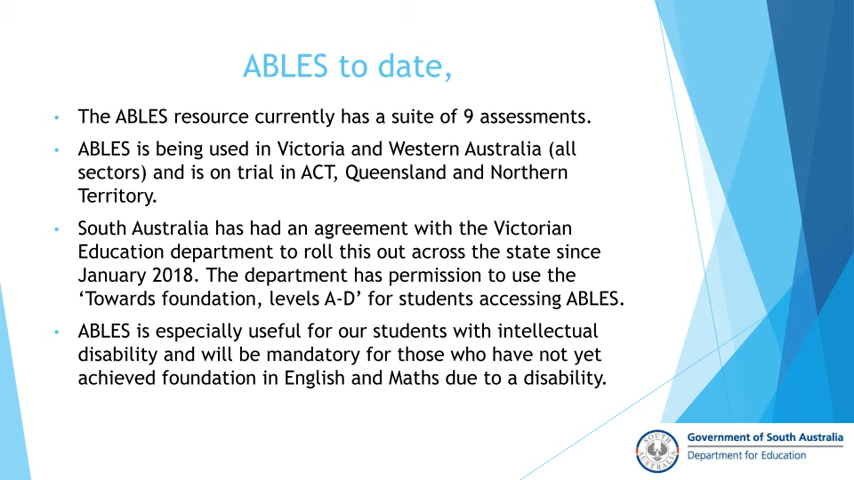 ABLES to date,
• The ABLES resource currently has a suite of 9 assessments.
• ABLES is being used in Victoria and Western Australia (all
sectors) and is on trial in ACT, Queensland and Northern
Territory.
• South Australia has had an agreement with the Victorian
Education department to roll this out across the state since
January 2018. The department has permission to use the
‘Towards foundation, levels A-D’ for students accessing ABLES.
• ABLES is especially useful for our students with intellectual
disability and will be mandatory for those who have not yet
achieved foundation in English and Maths due to a disability.
SOUTH AUSTRALIA
Government of South Australia
Department for Education